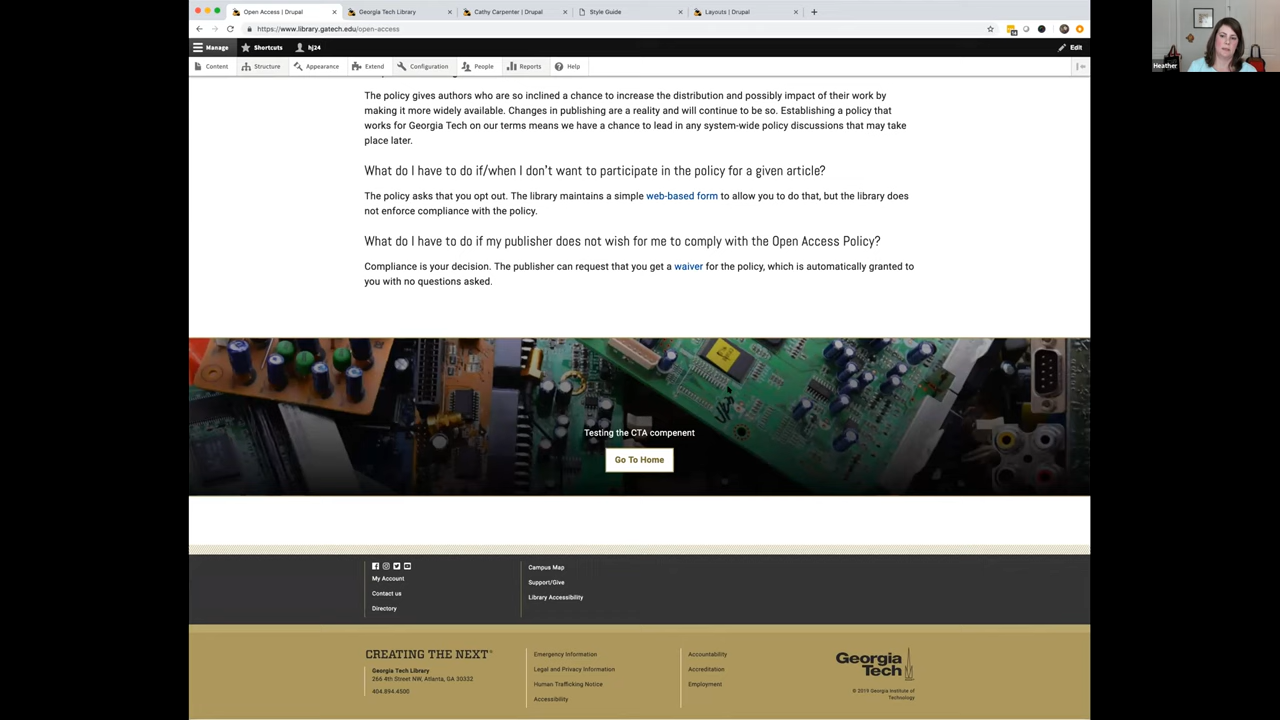 Open Access | Drupal
Georgia Tech Library
Cathy Carpenter | Drupal
Style Guide
Layouts | Drupal
https://www.library.gatech.edu/open-access
Manage
Shortcuts
hj24
Edit
Content
Structure
Appearance
Extend
Configuration
People
Reports
Help
Heather
The policy gives authors who are so inclined a chance to increase the distribution and possibly impact of their work by
making it more widely available. Changes in publishing are a reality and will continue to be so. Establishing a policy that
works for Georgia Tech on our terms means we have a chance to lead in any system-wide policy discussions that may take
place later.
What do I have to do if/when I don't want to participate in the policy for a given article?
The policy asks that you opt out. The library maintains a simple web-based form to allow you to do that, but the library does
not enforce compliance with the policy.
What do I have to do if my publisher does not wish for me to comply with the Open Access Policy?
Compliance is your decision. The publisher can request that you get a waiver for the policy, which is automatically granted to
you with no questions asked.
Testing the CTA compenent
Go To Home
My Account
Contact us
Directory
Campus Map
Support/Give
Library Accessibility
CREATING THE NEXT®
Georgia Tech Library
266 4th Street NW, Atlanta, GA 30332
404.894.4500
Emergency Information
Legal and Privacy Information
Human Trafficking Notice
Accessibility
Accountability
Accreditation
Employment
Georgia
Tech
© 2019 Georgia Institute of
Technology